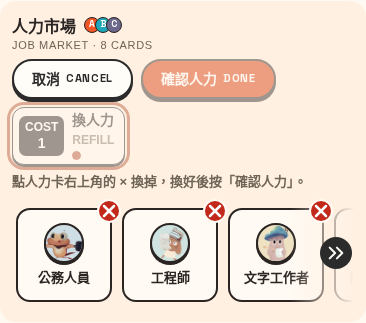 人力市場 A B C
JOB MARKET · 8 CARDS
取消 CANCEL
確認人力 DONE
COST
1
換人力
REFILL
點人力卡右上角的 × 換掉，換好後按「確認人力」。
公務人員
工程師
文字工作者